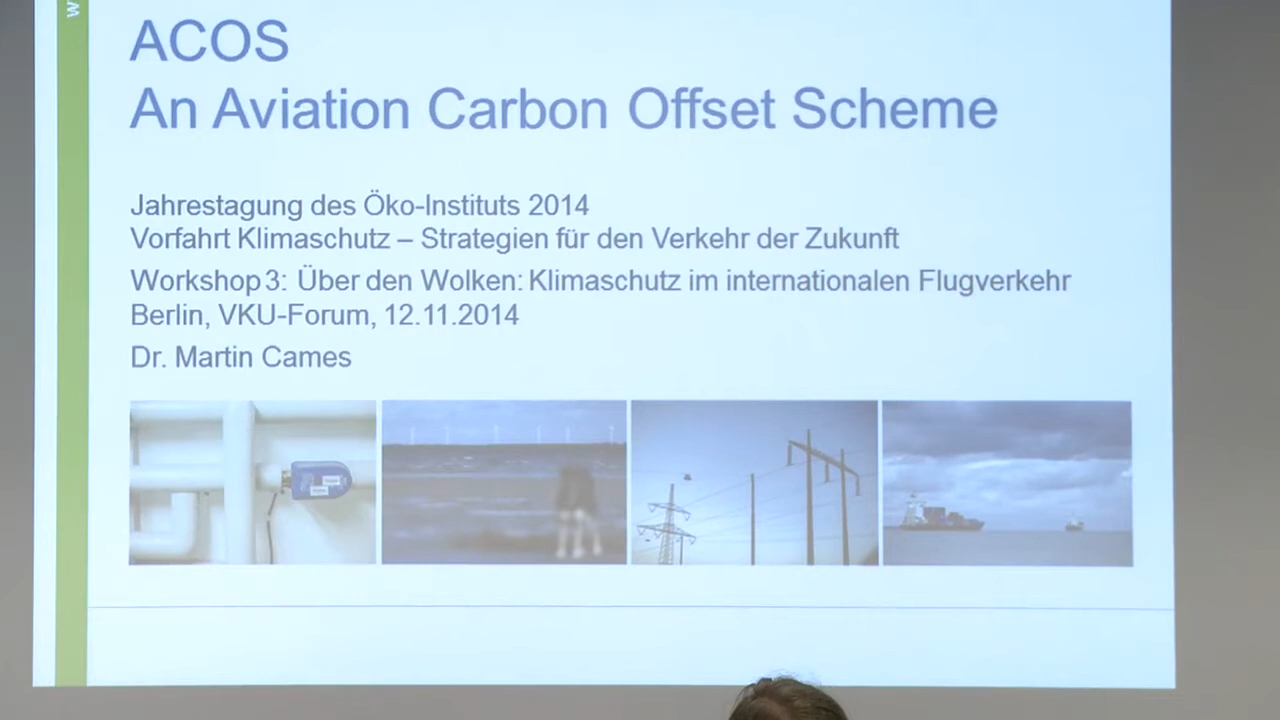 ACOS
An Aviation Carbon Offset Scheme
Jahrestagung des Öko-Instituts 2014
Vorfahrt Klimaschutz – Strategien für den Verkehr der Zukunft
Workshop 3: Über den Wolken: Klimaschutz im internationalen Flugverkehr
Berlin, VKU-Forum, 12.11.2014
Dr. Martin Cames